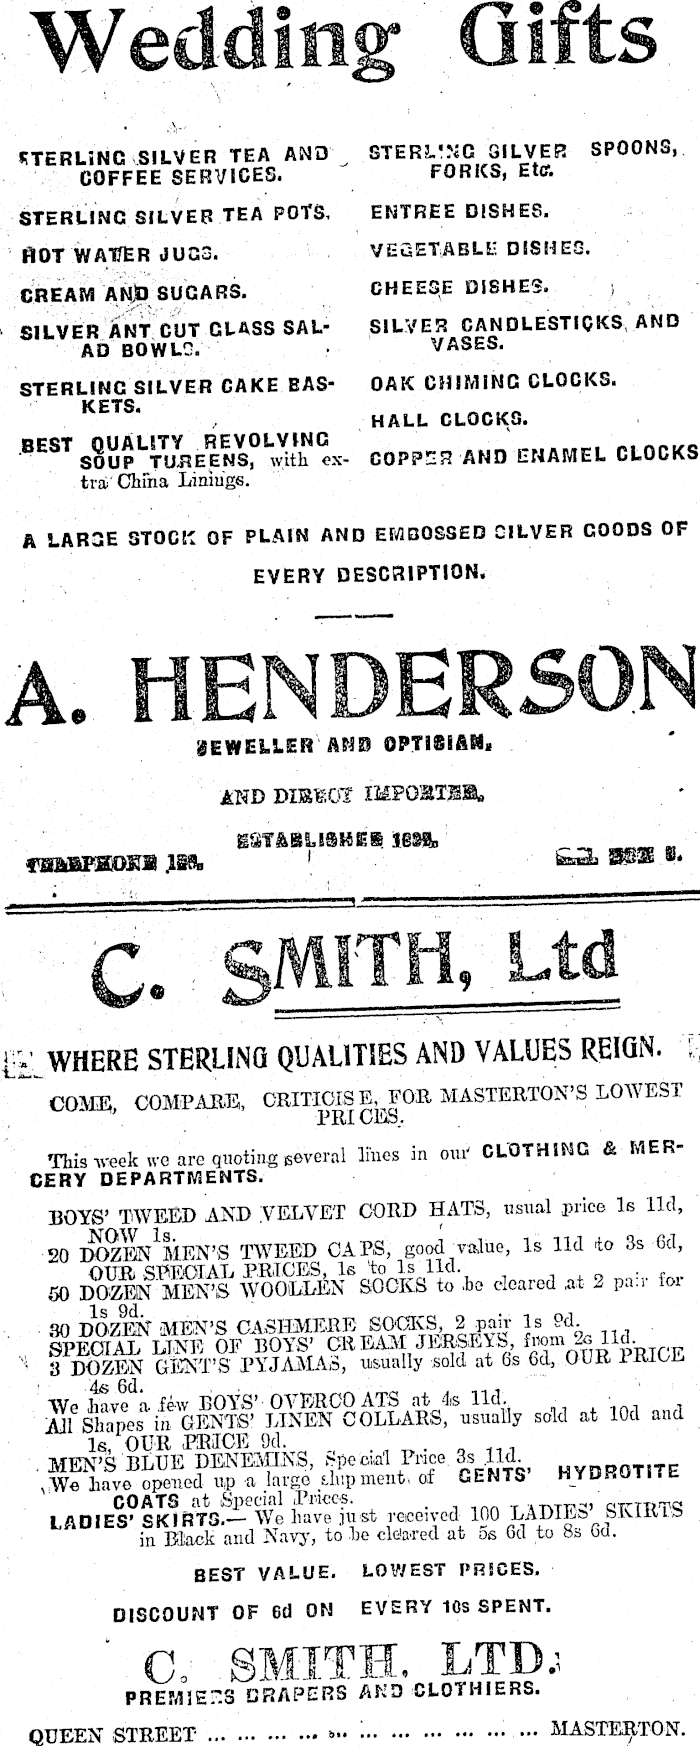 Wedding Gifts
STERLING SILVER TEA AND
COFFEE SERVICES.
STERLING SILVER TEA POTS.
HOT WATER JUGS.
CREAM AND SUGARS.
SILVER ANT CUT GLASS SAL-
AD BOWLS.
STERLING SILVER CAKE BAS-
KETS.
BEST QUALITY REVOLVING
SOUP TUREENS, with ex-
tra China Linings.
STERLING SILVER SPOONS,
FORKS, Etc.
ENTREE DISHES.
VEGETABLE DISHES.
CHEESE DISHES.
SILVER CANDLESTICKS AND
VASES.
OAK CHIMING CLOCKS.
HALL CLOCKS.
COPPER AND ENAMEL CLOCKS
A LARGE STOCK OF PLAIN AND EMBOSSED SILVER GOODS OF
EVERY DESCRIPTION.
A. HENDERSON
JEWELLER AND OPTISIAN,
AND DIRECT IMPORTER,
ESTABLISHED
TELEPHONE
C. SMITH, Ltd
WHERE STERLING QUALITIES AND VALUES REIGN.
COME, COMPARE, CRITICISE, FOR MASTERTON'S LOWEST
PRICES.
This week we are quoting several lines in our CLOTHING & MER-
CERY DEPARTMENTS.
BOYS' TWEED AND VELVET CORD HATS, usual price 1s 11d,
NOW 1s.
20 DOZEN MEN'S TWEED CAPS, good value, 1s 11d to 3s 6d,
OUR SPECIAL PRICES, 1s to 1s 11d.
50 DOZEN MEN'S WOOLLEN SOCKS to be cleared at 2 pair for
1s 9d.
30 DOZEN MEN'S CASHMERE SOCKS, 2 pair 1s 9d.
SPECIAL LINE OF BOYS' CREAM JERSEYS, from 2s 11d.
3 DOZEN GENT'S PYJAMAS, usually sold at 6s 6d, OUR PRICE
4s 6d.
We have a few BOYS' OVERCOATS at 4s 11d.
All Shapes in GENTS' LINEN COLLARS, usually sold at 10d and
1s, OUR PRICE 9d.
MEN'S BLUE DENEMINS, Special Price 3s 11d.
We have opened up a large shipment of GENTS' HYDROTITE
COATS at Special Prices.
LADIES' SKIRTS.— We have just received 100 LADIES' SKIRTS
in Black and Navy, to be cleared at 5s 6d to 8s 6d.
BEST VALUE. LOWEST PRICES.
DISCOUNT OF 6d ON EVERY 10s SPENT.
C. SMITH, LTD.
PREMIERS DRAPERS AND CLOTHIERS.
QUEEN STREET ... ... ... ... ... ... ... ... ... ... ... MASTERTON.